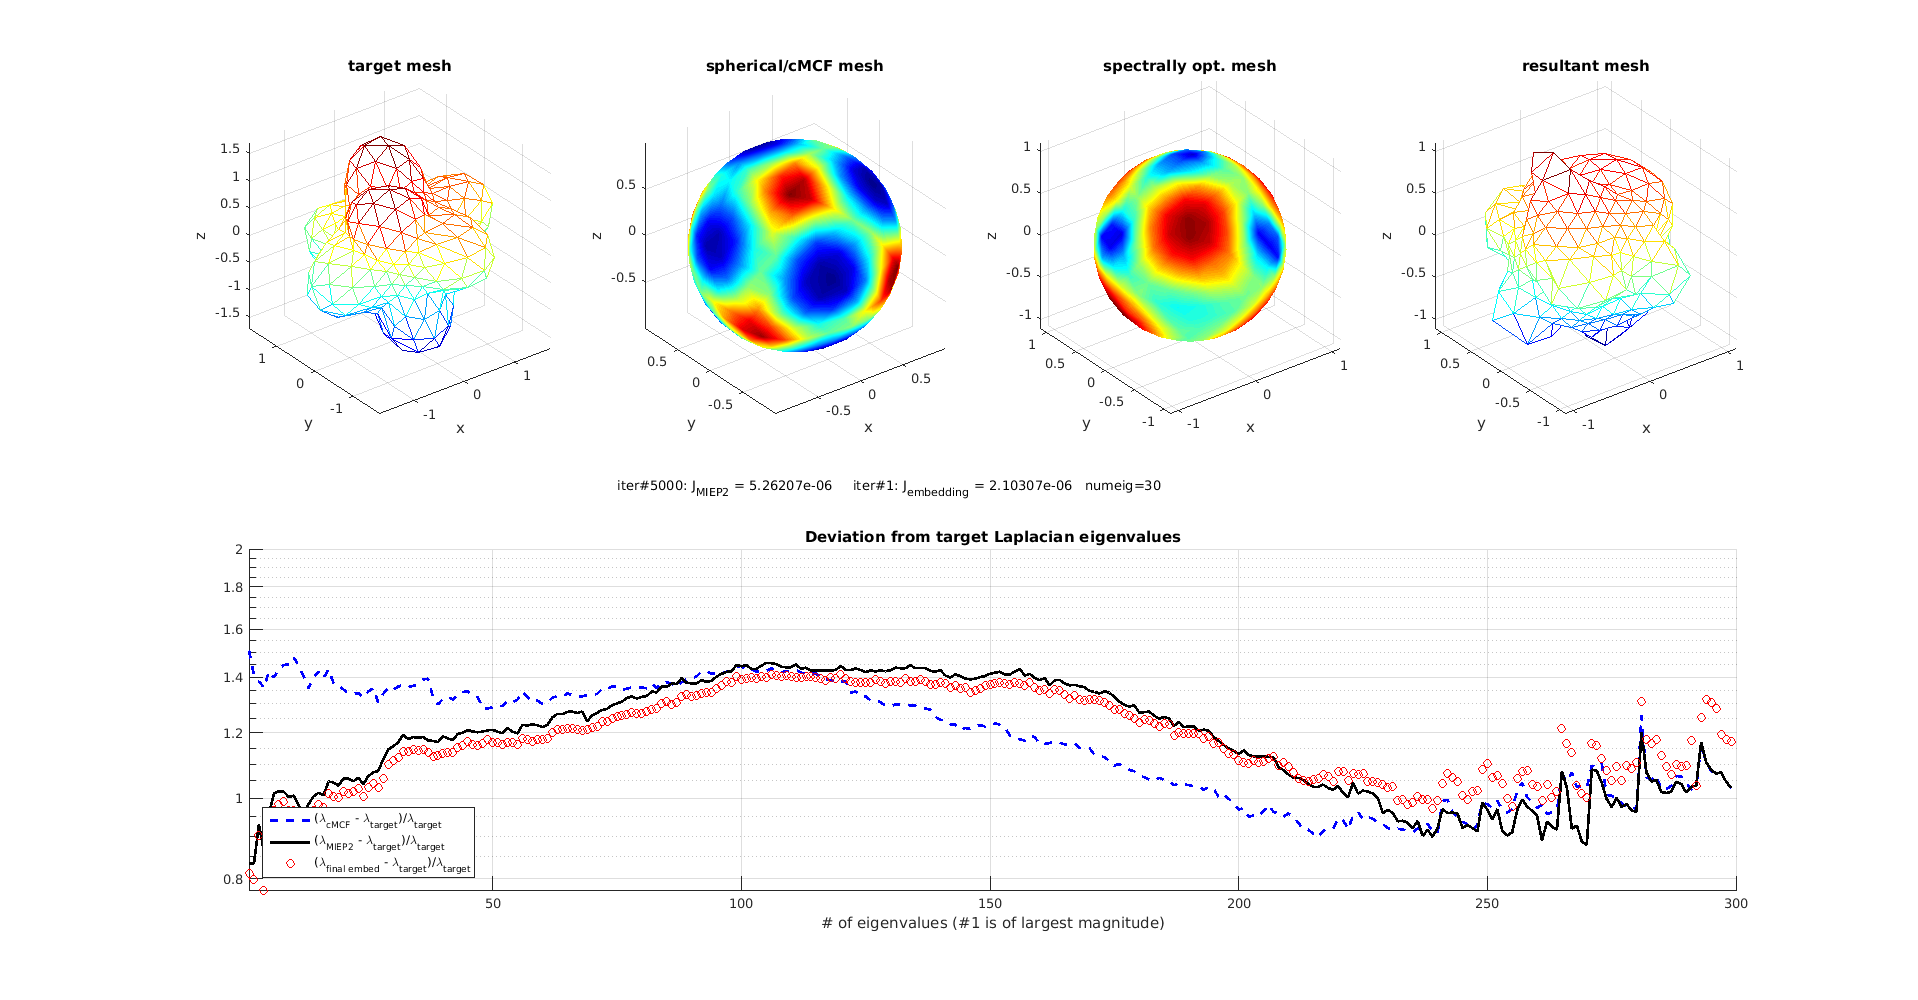 target mesh
spherical/cMCF mesh
spectrally opt. mesh
resultant mesh
1.5
1
0.5
0
-0.5
-1
-1.5
z
1
0
-1
y
-1
0
1
x
0.5
0
-0.5
z
0.5
0
-0.5
y
-0.5
0
0.5
x
1
0.5
0
-0.5
-1
z
1
0.5
0
-0.5
-1
y
-1
0
1
x
1
0.5
0
-0.5
-1
z
1
0.5
0
-0.5
-1
y
-1
0
1
x
iter#5000: J_MIEP2 = 5.26207e-06 iter#1: J_embedding = 2.10307e-06 numeig=30
Deviation from target Laplacian eigenvalues
2
1.8
1.6
1.4
1.2
1
0.8
(λ_cMCF - λ_target)/λ_target
(λ_MIEP2 - λ_target)/λ_target
(λ_final embed - λ_target)/λ_target
50 100 150 200 250 300
# of eigenvalues (#1 is of largest magnitude)